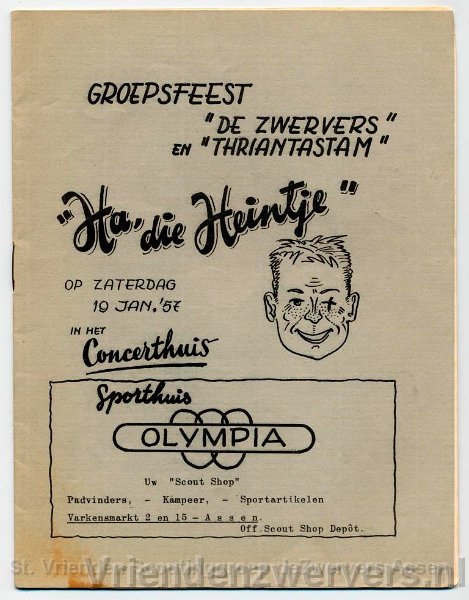 GROEPSFEEST
"DE ZWERVERS"
EN "THRIANTASTAM"
"Ha, die Heintje"
OP ZATERDAG
19 JAN. '57
IN HET
Concerthuis
Sporthuis
OLYMPIA
Uw "Scout Shop"
Padvinders, - Kampeer, - Sportartikelen
Varkensmarkt 2 en 15 - Assen.
Off.Scout Shop Depôt.
St. Vrienden Scoutinggroep de Zwervers Assen
Vriendenzwervers.nl